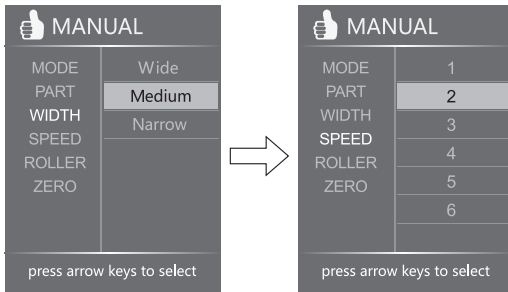 MANUAL
MODE
PART
WIDTH
SPEED
ROLLER
ZERO
Wide
Medium
Narrow
press arrow keys to select
MANUAL
MODE
PART
WIDTH
SPEED
ROLLER
ZERO
1
2
3
4
5
6
press arrow keys to select